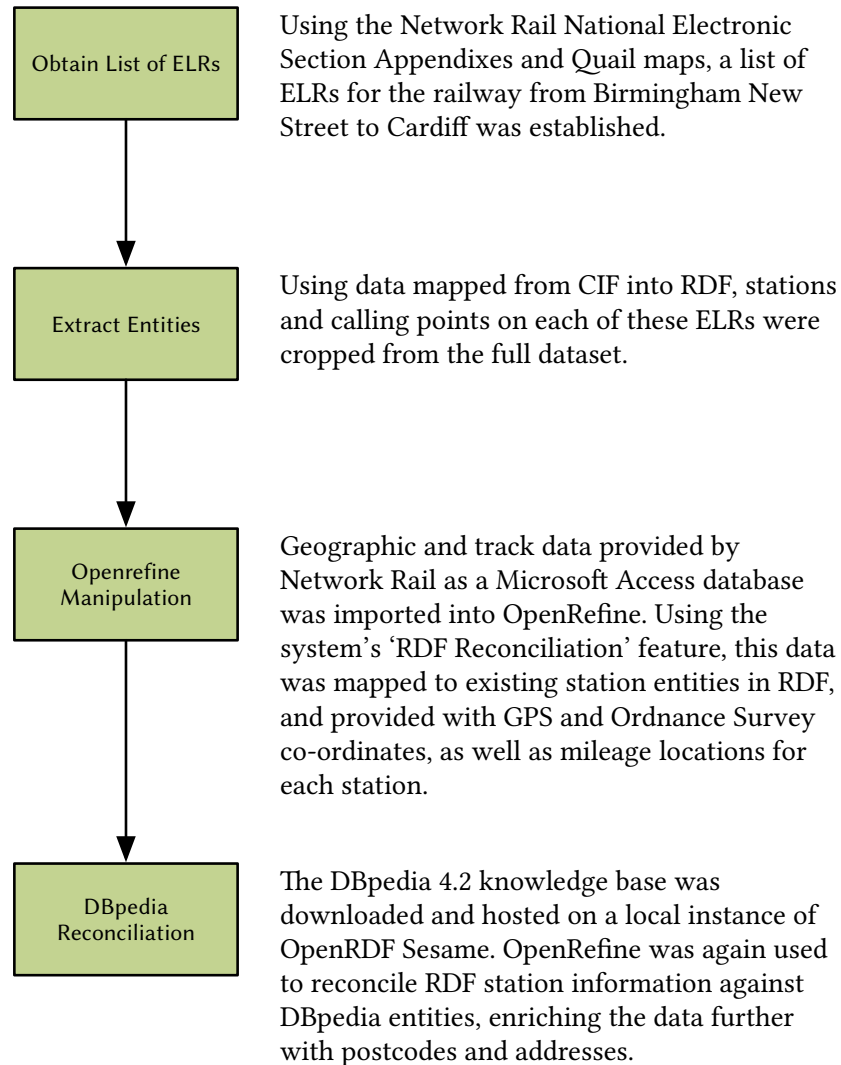 Obtain List of ELRs
Using the Network Rail National Electronic
Section Appendixes and Quail maps, a list of
ELRs for the railway from Birmingham New
Street to Cardiff was established.
Extract Entities
Using data mapped from CIF into RDF, stations
and calling points on each of these ELRs were
cropped from the full dataset.
Openrefine
Manipulation
Geographic and track data provided by
Network Rail as a Microsoft Access database
was imported into OpenRefine. Using the
system's ‘RDF Reconciliation’ feature, this data
was mapped to existing station entities in RDF,
and provided with GPS and Ordnance Survey
co-ordinates, as well as mileage locations for
each station.
DBpedia
Reconciliation
The DBpedia 4.2 knowledge base was
downloaded and hosted on a local instance of
OpenRDF Sesame. OpenRefine was again used
to reconcile RDF station information against
DBpedia entities, enriching the data further
with postcodes and addresses.